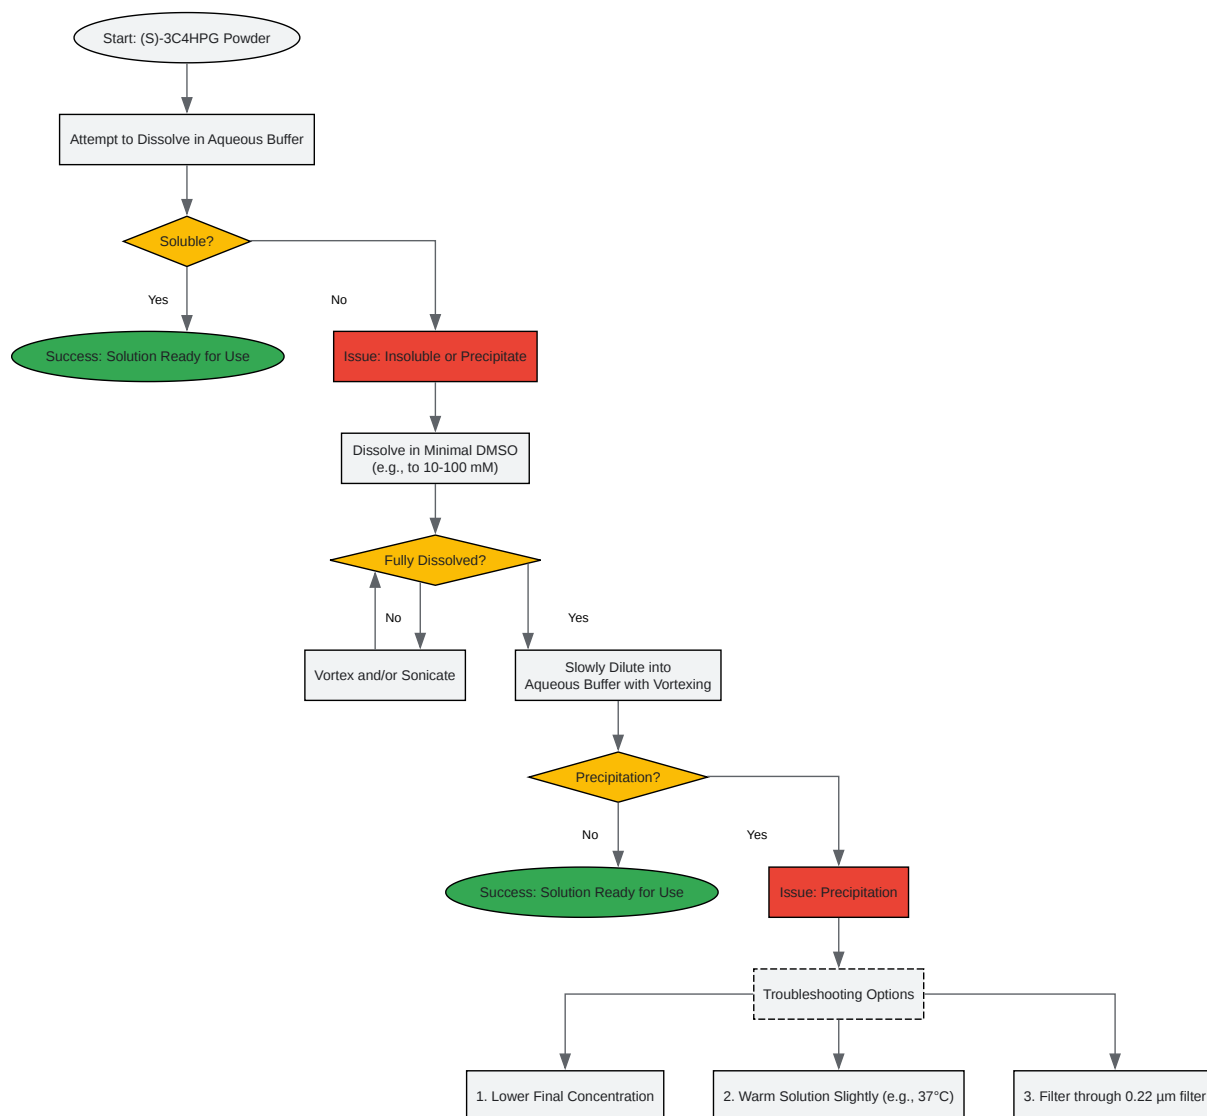 Start: (S)-3C4HPG Powder
Attempt to Dissolve in Aqueous Buffer
Soluble?
Yes
No
Success: Solution Ready for Use
Issue: Insoluble or Precipitate
Dissolve in Minimal DMSO
(e.g., to 10-100 mM)
Fully Dissolved?
No
Yes
Vortex and/or Sonicate
Slowly Dilute into
Aqueous Buffer with Vortexing
Precipitation?
No
Yes
Success: Solution Ready for Use
Issue: Precipitation
Troubleshooting Options
1. Lower Final Concentration
2. Warm Solution Slightly (e.g., 37°C)
3. Filter through 0.22 µm filter